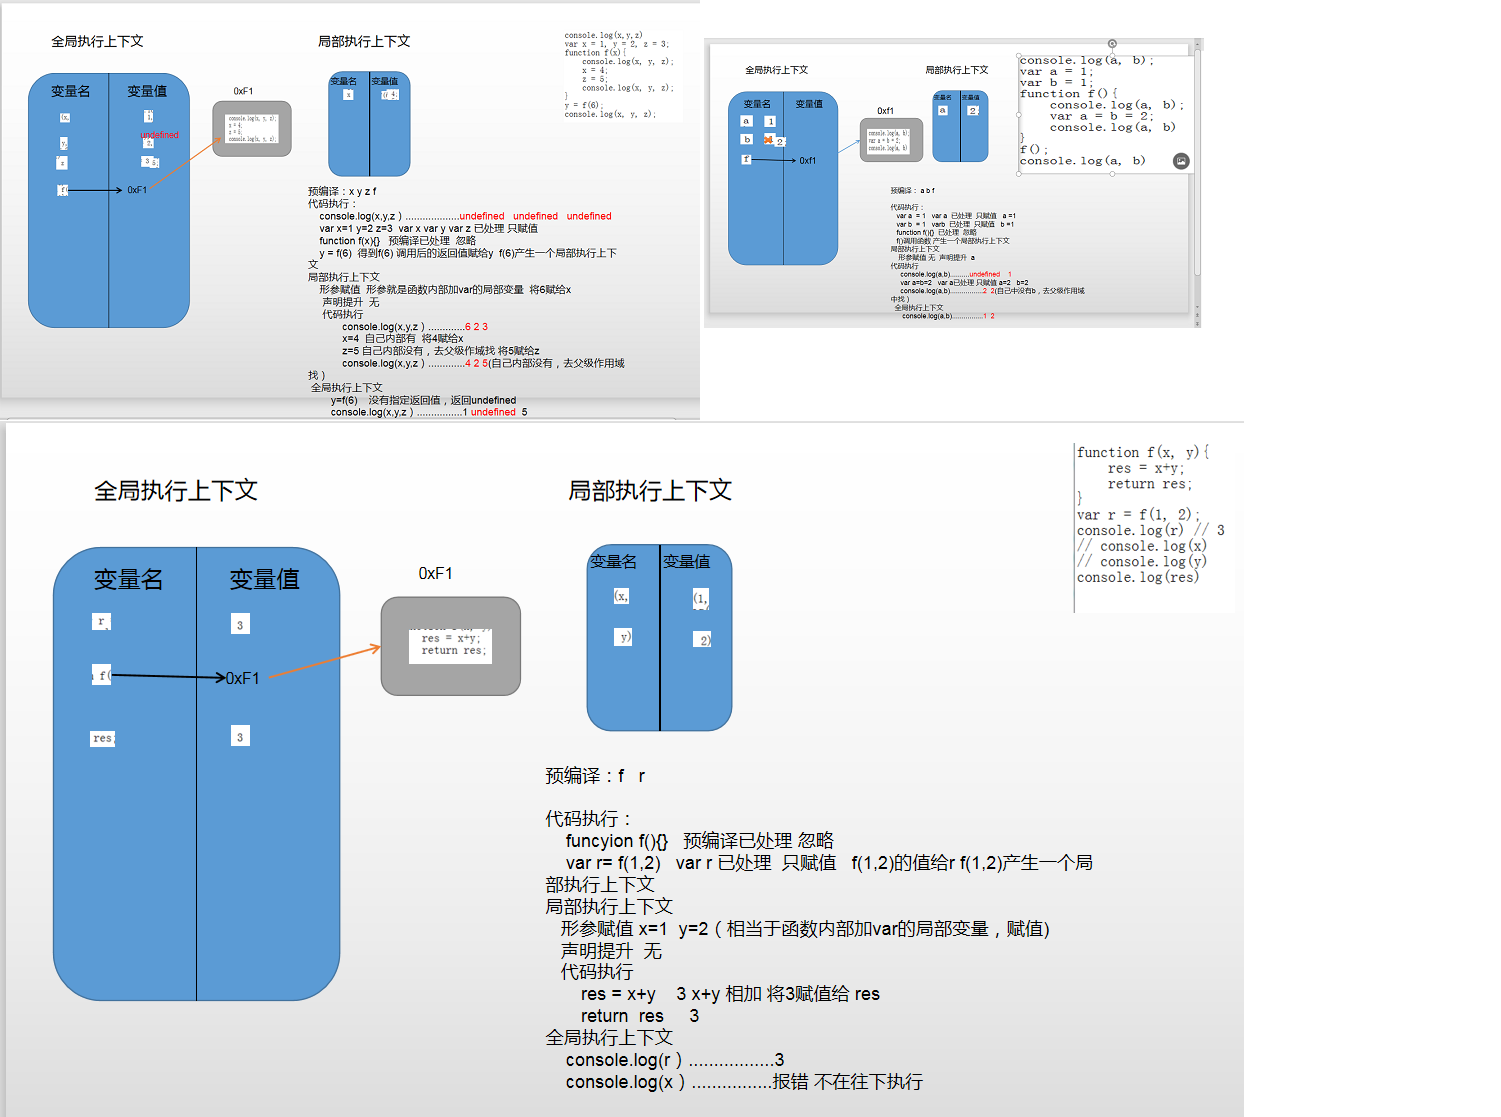 全局执行上下文
局部执行上下文
console.log(x,y,z)
var x = 1, y = 2, z = 3;
function f(x){
console.log(x, y, z);
x = 4;
z = 5;
console.log(x, y, z);
}
y = f(6);
console.log(x, y, z);
变量名
变量值
变量名 变量值
0xF1
(x,
1,
undefined
y,
2,
z
3 5;
f(
0xF1
x
4;
console.log(x, y, z);
x = 4;
z = 5;
console.log(x, y, z);
预编译：x y z f
代码执行：
console.log(x,y,z ) ..................undefined undefined undefined
var x=1 y=2 z=3 var x var y var z 已处理 只赋值
function f(x){} 预编译已处理 忽略
y = f(6) 得到f(6) 调用后的返回值赋给y f(6)产生一个局部执行上下
文
局部执行上下文
形参赋值 形参就是函数内部加var的局部变量 将6赋给x
声明提升 无
代码执行
console.log(x,y,z ) ............6 2 3
x=4 自己内部有 将4赋给x
z=5 自己内部没有，去父级作用域找 将5赋给z
console.log(x,y,z ) ............4 2 5(自己内部没有，去父级作用域
找 )
全局执行上下文
y=f(6) 没有指定返回值，返回undefined
console.log(x,y,z ) ...............1 undefined 5
全局执行上下文
局部执行上下文
console.log(a, b);
var a = 1;
var b = 1;
function f(){
console.log(a, b);
var a = b = 2;
console.log(a, b)
}
f();
console.log(a, b)
变量名
变量值
变量名 变量值
0xf1
a
1
b
2;
f
0xf1
a
2;
console.log(a, b);
var a = b = 2;
console.log(a, b)
预编译： a b f
代码执行：
var a = 1 var a 已处理 只赋值 a =1
var b = 1 varb 已处理 只赋值 b =1
function f(){} 已处理 忽略
f()调用函数 产生一个局部执行上下文
局部执行上下文
形参赋值 无 声明提升 a
代码执行
console.log(a,b).........undefined 1
var a=b=2 var a已处理 只赋值 a=2 b=2
console.log(a,b)...............2 2(自己中没有b，去父级作用域
中找 )
全局执行上下文
console.log(a,b)..............1 2
全局执行上下文
局部执行上下文
function f(x, y){
res = x+y;
return res;
}
var r = f(1, 2);
console.log(r) // 3
// console.log(x)
// console.log(y)
console.log(res)
变量名
变量值
变量名
变量值
0xF1
r
3
f(
0xF1
res;
3
(x,
(1,
y)
2)
res = x+y;
return res;
预编译：f r
代码执行：
funcyion f(){} 预编译已处理 忽略
var r= f(1,2) var r 已处理 只赋值 f(1,2)的值给r f(1,2)产生一个局
部执行上下文
局部执行上下文
形参赋值 x=1 y=2 ( 相当于函数内部加var的局部变量，赋值)
声明提升 无
代码执行
res = x+y 3 x+y 相加 将3赋值给 res
return res 3
全局执行上下文
console.log(r ) .................3
console.log(x ) ................报错 不在往下执行